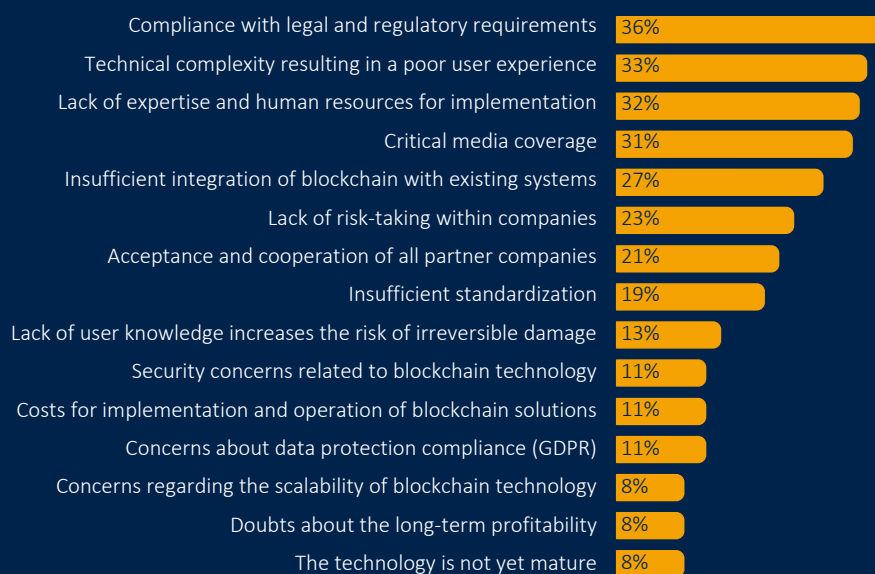 Compliance with legal and regulatory requirements 36%
Technical complexity resulting in a poor user experience 33%
Lack of expertise and human resources for implementation 32%
Critical media coverage 31%
Insufficient integration of blockchain with existing systems 27%
Lack of risk-taking within companies 23%
Acceptance and cooperation of all partner companies 21%
Insufficient standardization 19%
Lack of user knowledge increases the risk of irreversible damage 13%
Security concerns related to blockchain technology 11%
Costs for implementation and operation of blockchain solutions 11%
Concerns about data protection compliance (GDPR) 11%
Concerns regarding the scalability of blockchain technology 8%
Doubts about the long-term profitability 8%
The technology is not yet mature 8%